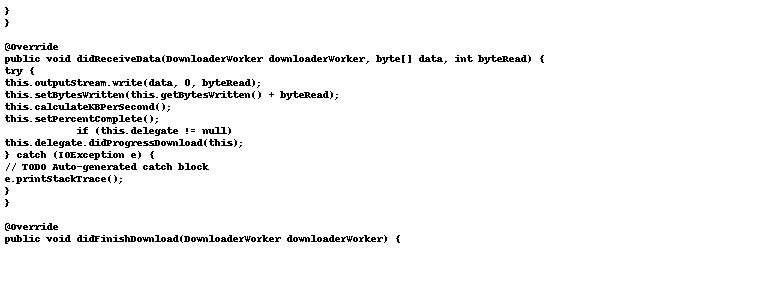 }
}
@Override
public void didReceiveData(DownloaderWorker downloaderWorker, byte[] data, int byteRead) {
try {
this.outputStream.write(data, 0, byteRead);
this.setBytesWritten(this.getBytesWritten() + byteRead);
this.calculateKBPerSecond();
this.setPercentComplete();
if (this.delegate != null)
this.delegate.didProgressDownload(this);
} catch (IOException e) {
// TODO Auto-generated catch block
e.printStackTrace();
}
}
@Override
public void didFinishDownload(DownloaderWorker downloaderWorker) {